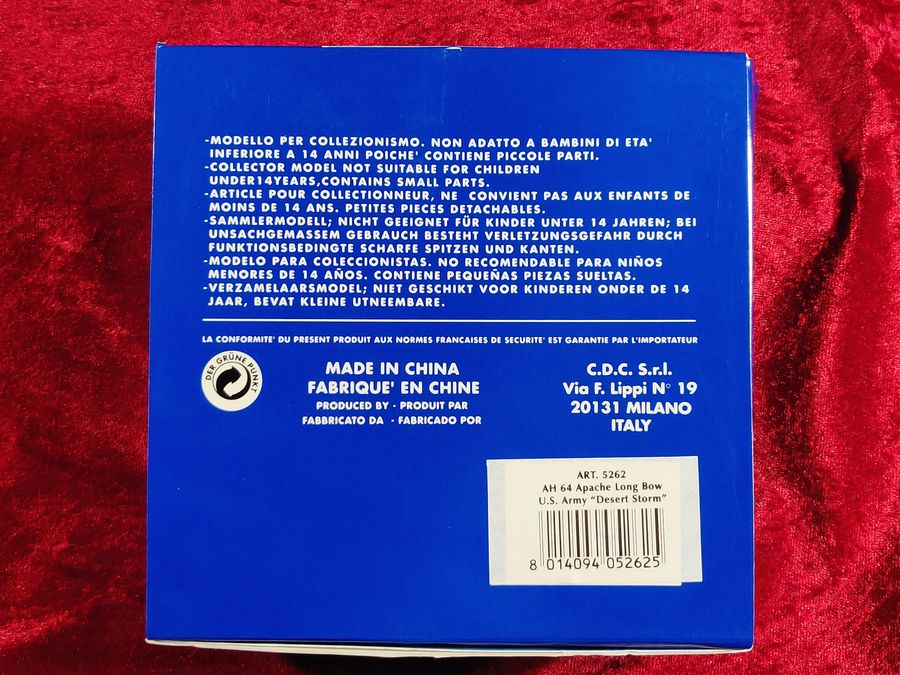 -MODELLO PER COLLEZIONISMO. NON ADATTO A BAMBINI DI ETA'
INFERIORE A 14 ANNI POICHE' CONTIENE PICCOLE PARTI.
-COLLECTOR MODEL NOT SUITABLE FOR CHILDREN
UNDER14YEARS,CONTAINS SMALL PARTS.
-ARTICLE POUR COLLECTIONNEUR, NE CONVIENT PAS AUX ENFANTS DE
MOINS DE 14 ANS. PETITES PIECES DETACHABLES.
-SAMMLERMODELL; NICHT GEEIGNET FÜR KINDER UNTER 14 JAHREN; BEI
UNSACHGEMASSEM GEBRAUCH BESTEHT VERLETZUNGSGEFAHR DURCH
FUNKTIONSBEDINGTE SCHARFE SPITZEN UND KANTEN.
-MODELO PARA COLECCIONISTAS. NO RECOMENDABLE PARA NIÑOS
MENORES DE 14 AÑOS. CONTIENE PEQUEÑAS PIEZAS SUELTAS.
-VERZAMELAARSMODEL; NIET GESCHIKT VOOR KINDEREN ONDER DE 14
JAAR, BEVAT KLEINE UTNEEMBARE.
LA CONFORMITE' DU PRESENT PRODUIT AUX NORMES FRANCAISES DE SECURITE' EST GARANTIE PAR L'IMPORTATEUR
DER GRÜNE PUNKT
MADE IN CHINA
FABRIQUE' EN CHINE
PRODUCED BY - PRODUIT PAR
FABBRICATO DA - FABRICADO POR
C.D.C. S.r.l.
Via F. Lippi N° 19
20131 MILANO
ITALY
ART. 5262
AH 64 Apache Long Bow
U.S. Army "Desert Storm"
8 014094 052625